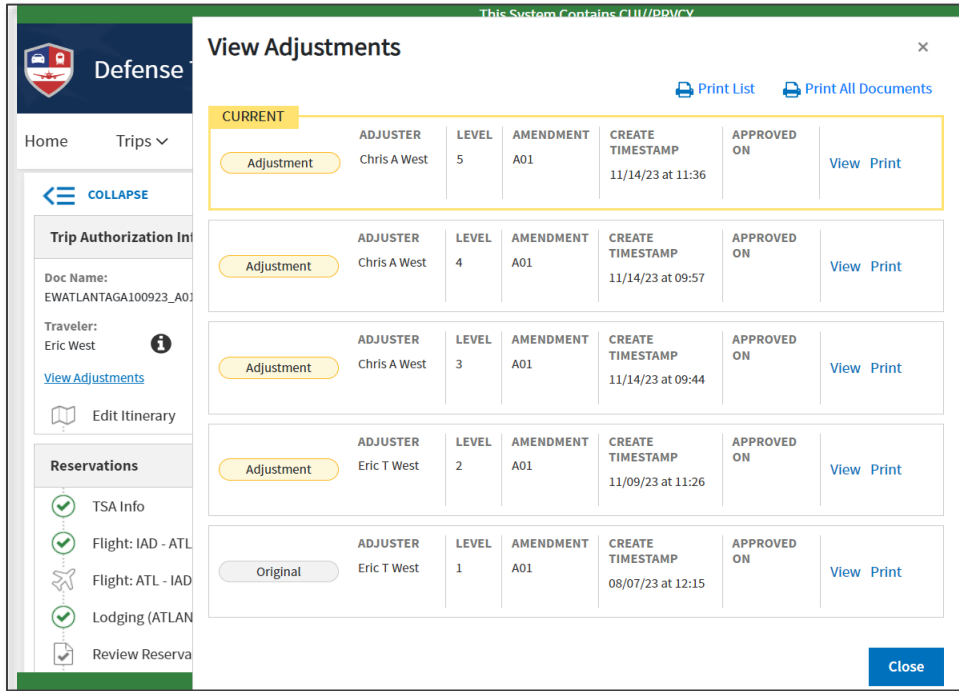 This System Contains CUI//PRVCY
Defense
Home Trips
COLLAPSE
Trip Authorization
Doc Name:
EWATLANTAGA100923_A01
Traveler:
Eric West
View Adjustments
Edit Itinerary
Reservations
TSA Info
Flight: IAD - ATL
Flight: ATL - IAD
Lodging (ATLAN
Review Reserva
View Adjustments
×
Print List Print All Documents
CURRENT
Adjustment
ADJUSTER LEVEL AMENDMENT CREATE TIMESTAMP APPROVED ON
Chris A West 5 A01 11/14/23 at 11:36
View Print
Adjustment
ADJUSTER LEVEL AMENDMENT CREATE TIMESTAMP APPROVED ON
Chris A West 4 A01 11/14/23 at 09:57
View Print
Adjustment
ADJUSTER LEVEL AMENDMENT CREATE TIMESTAMP APPROVED ON
Chris A West 3 A01 11/14/23 at 09:44
View Print
Adjustment
ADJUSTER LEVEL AMENDMENT CREATE TIMESTAMP APPROVED ON
Eric T West 2 A01 11/09/23 at 11:26
View Print
Original
ADJUSTER LEVEL AMENDMENT CREATE TIMESTAMP APPROVED ON
Eric T West 1 A01 08/07/23 at 12:15
View Print
Close